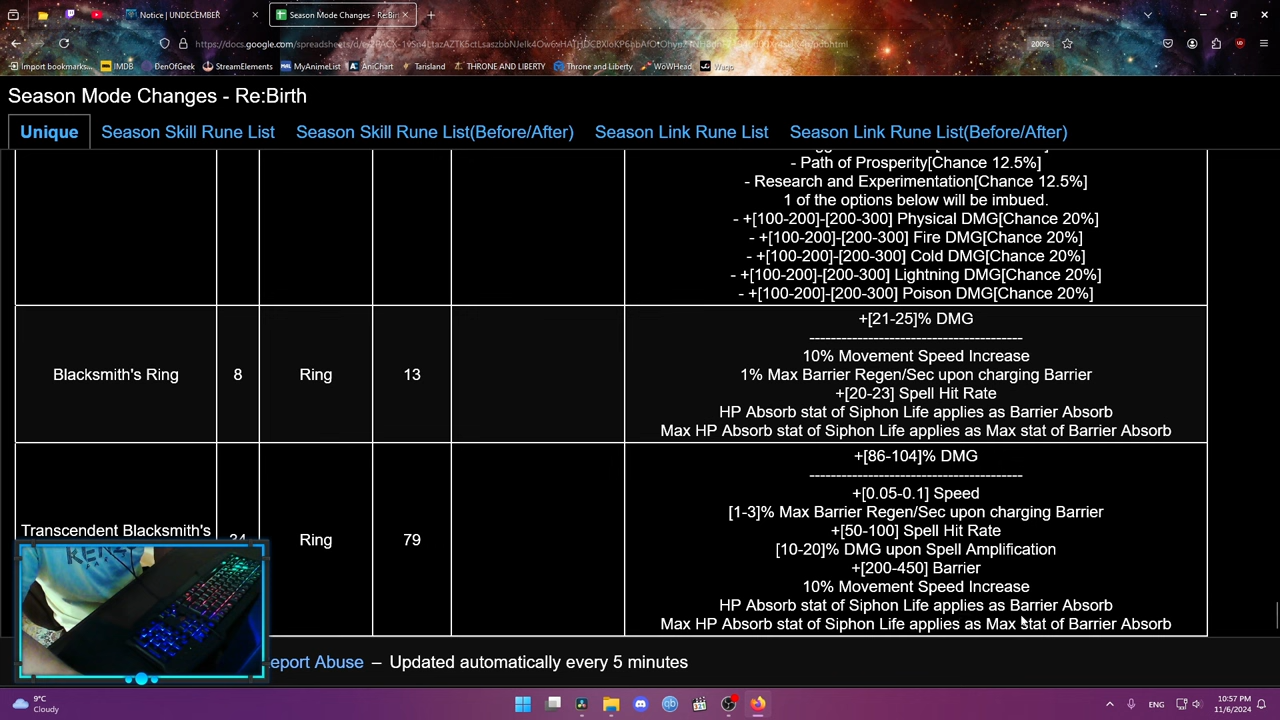 Notice | UNDECEMBER
Season Mode Changes - Re:Birt
200%
Import bookmarks...
IMDB
DenOfGeek
StreamElements
MyAnimeList
AniChart
Tarisland
THRONE AND LIBERTY
Throne and Liberty
WoWHead
Waqo
Season Mode Changes - Re:Birth
Unique
Season Skill Rune List
Season Skill Rune List(Before/After)
Season Link Rune List
Season Link Rune List(Before/After)
- Path of Prosperity[Chance 12.5%]
- Research and Experimentation[Chance 12.5%]
1 of the options below will be imbued.
- +[100-200]-[200-300] Physical DMG[Chance 20%]
- +[100-200]-[200-300] Fire DMG[Chance 20%]
- +[100-200]-[200-300] Cold DMG[Chance 20%]
- +[100-200]-[200-300] Lightning DMG[Chance 20%]
- +[100-200]-[200-300] Poison DMG[Chance 20%]
Blacksmith's Ring
8
Ring
13
+[21-25]% DMG
----------------------------------------
10% Movement Speed Increase
1% Max Barrier Regen/Sec upon charging Barrier
+[20-23] Spell Hit Rate
HP Absorb stat of Siphon Life applies as Barrier Absorb
Max HP Absorb stat of Siphon Life applies as Max stat of Barrier Absorb
Transcendent Blacksmith's
34
Ring
79
+[86-104]% DMG
----------------------------------------
+[0.05-0.1] Speed
[1-3]% Max Barrier Regen/Sec upon charging Barrier
+[50-100] Spell Hit Rate
[10-20]% DMG upon Spell Amplification
+[200-450] Barrier
10% Movement Speed Increase
HP Absorb stat of Siphon Life applies as Barrier Absorb
Max HP Absorb stat of Siphon Life applies as Max stat of Barrier Absorb
eport Abuse – Updated automatically every 5 minutes
9°C
Cloudy
ENG
10:57 PM
11/6/2024